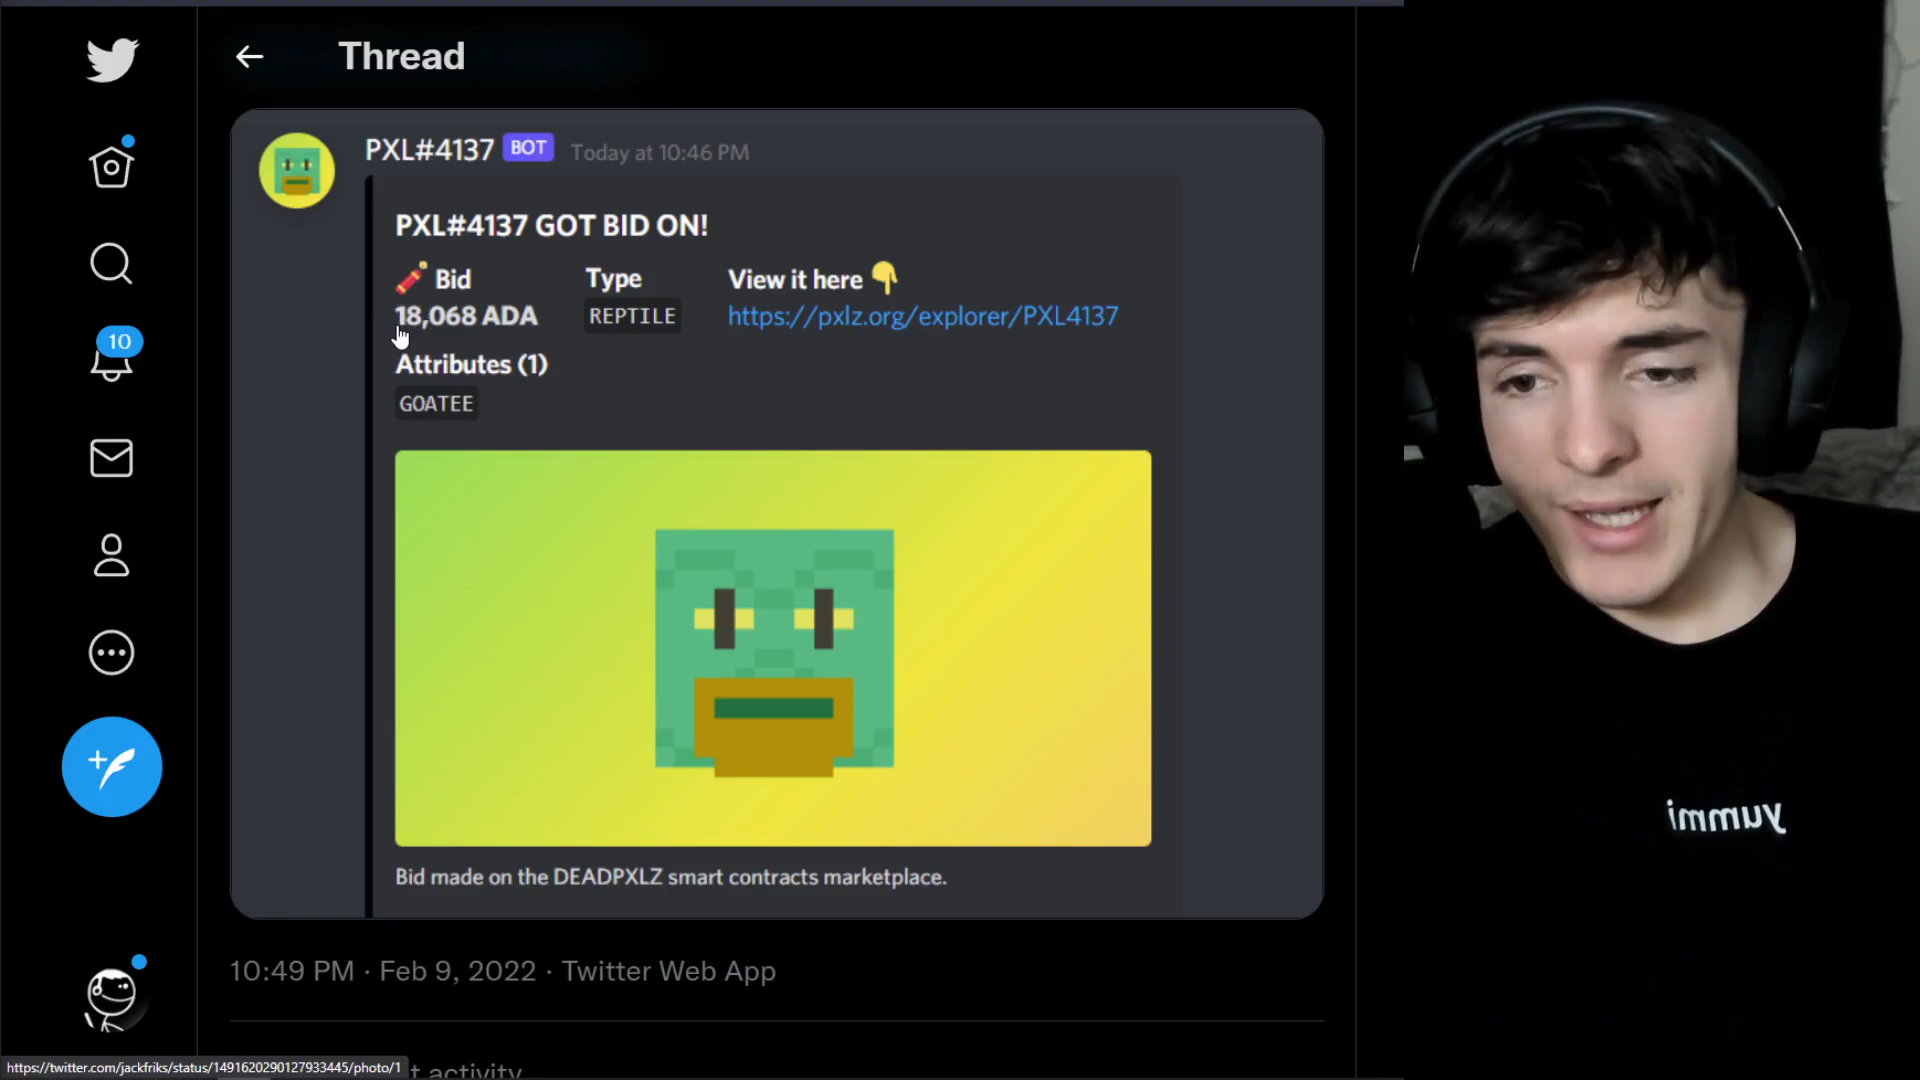 Thread
PXL#4137 BOT Today at 10:46 PM
PXL#4137 GOT BID ON!
Bid Type View it here
18,068 ADA REPTILE https://pxlz.org/explorer/PXL4137
Attributes (1)
GOATEE
10
Bid made on the DEADPXLZ smart contracts marketplace.
yummi
10:49 PM · Feb 9, 2022 · Twitter Web App
https://twitter.com/jackfriks/status/1491620290127933445/photo/1
t activity